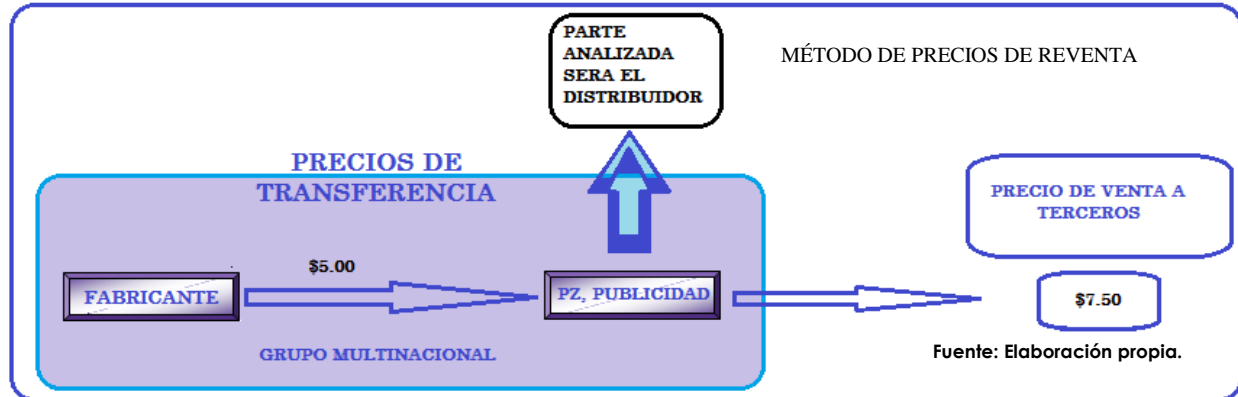 PARTE
ANALIZADA
SERA EL
DISTRIBUIDOR
MÉTODO DE PRECIOS DE REVENTA
PRECIOS DE
TRANSFERENCIA
PRECIO DE VENTA A
TERCEROS
$5.00
FABRICANTE
PZ, PUBLICIDAD
$7.50
GRUPO MULTINACIONAL
Fuente: Elaboración propia.